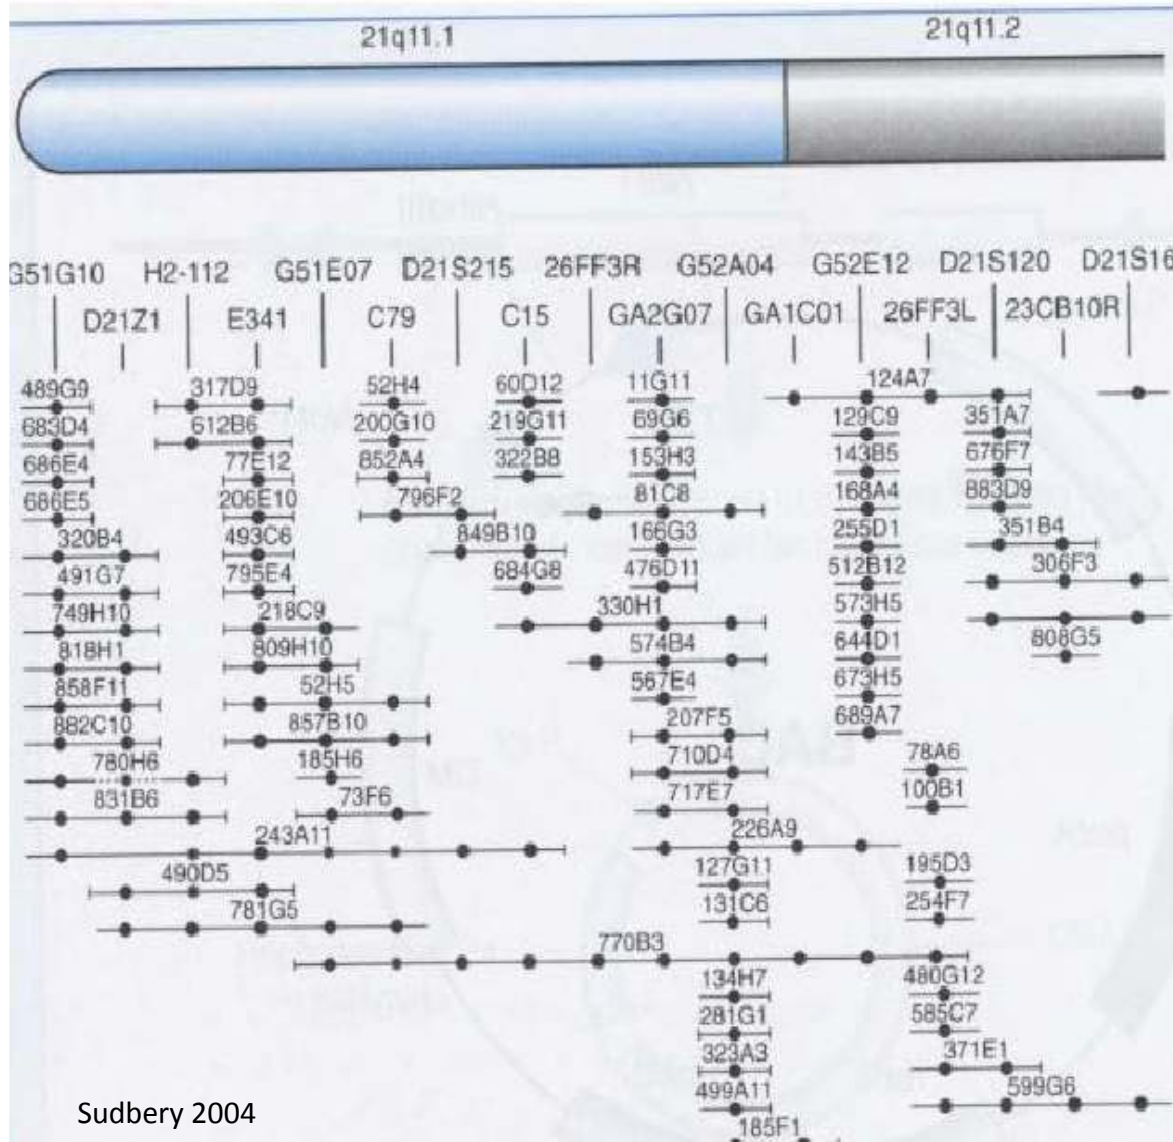 21q11.1 21q11.2
G51G10 H2-112 G51E07 D21S215 26FF3R G52A04 G52E12 D21S120 D21S16
D21Z1 E341 C79 C15 GA2G07 GA1C01 26FF3L 23CB10R
489G9 317D9 52H4 60D12 11G11 124A7
683D4 612B6 200G10 219G11 69G6 129C9 351A7
686E4 77E12 852A4 322B8 153H3 143B5 676F7
686E5 206E10 796F2 81C8 168A4 883D9
320B4 493C6 849B10 166G3 255D1 351B4
491G7 795E4 684G8 476D11 512B12 306F3
749H10 218C9 330H1 573H5
818H1 809H10 574B4 644D1 808G5
858F11 52H5 567E4 673H5
882C10 857B10 207F5 689A7
780H6 185H6 710D4 78A6
831B6 73F6 717E7 100B1
243A11 226A9
490D5 127G11 195D3
781G5 131C6 254F7
770B3
134H7 480G12
281G1 585C7
323A3 371E1
499A11 599G6
Sudbery 2004
185F1